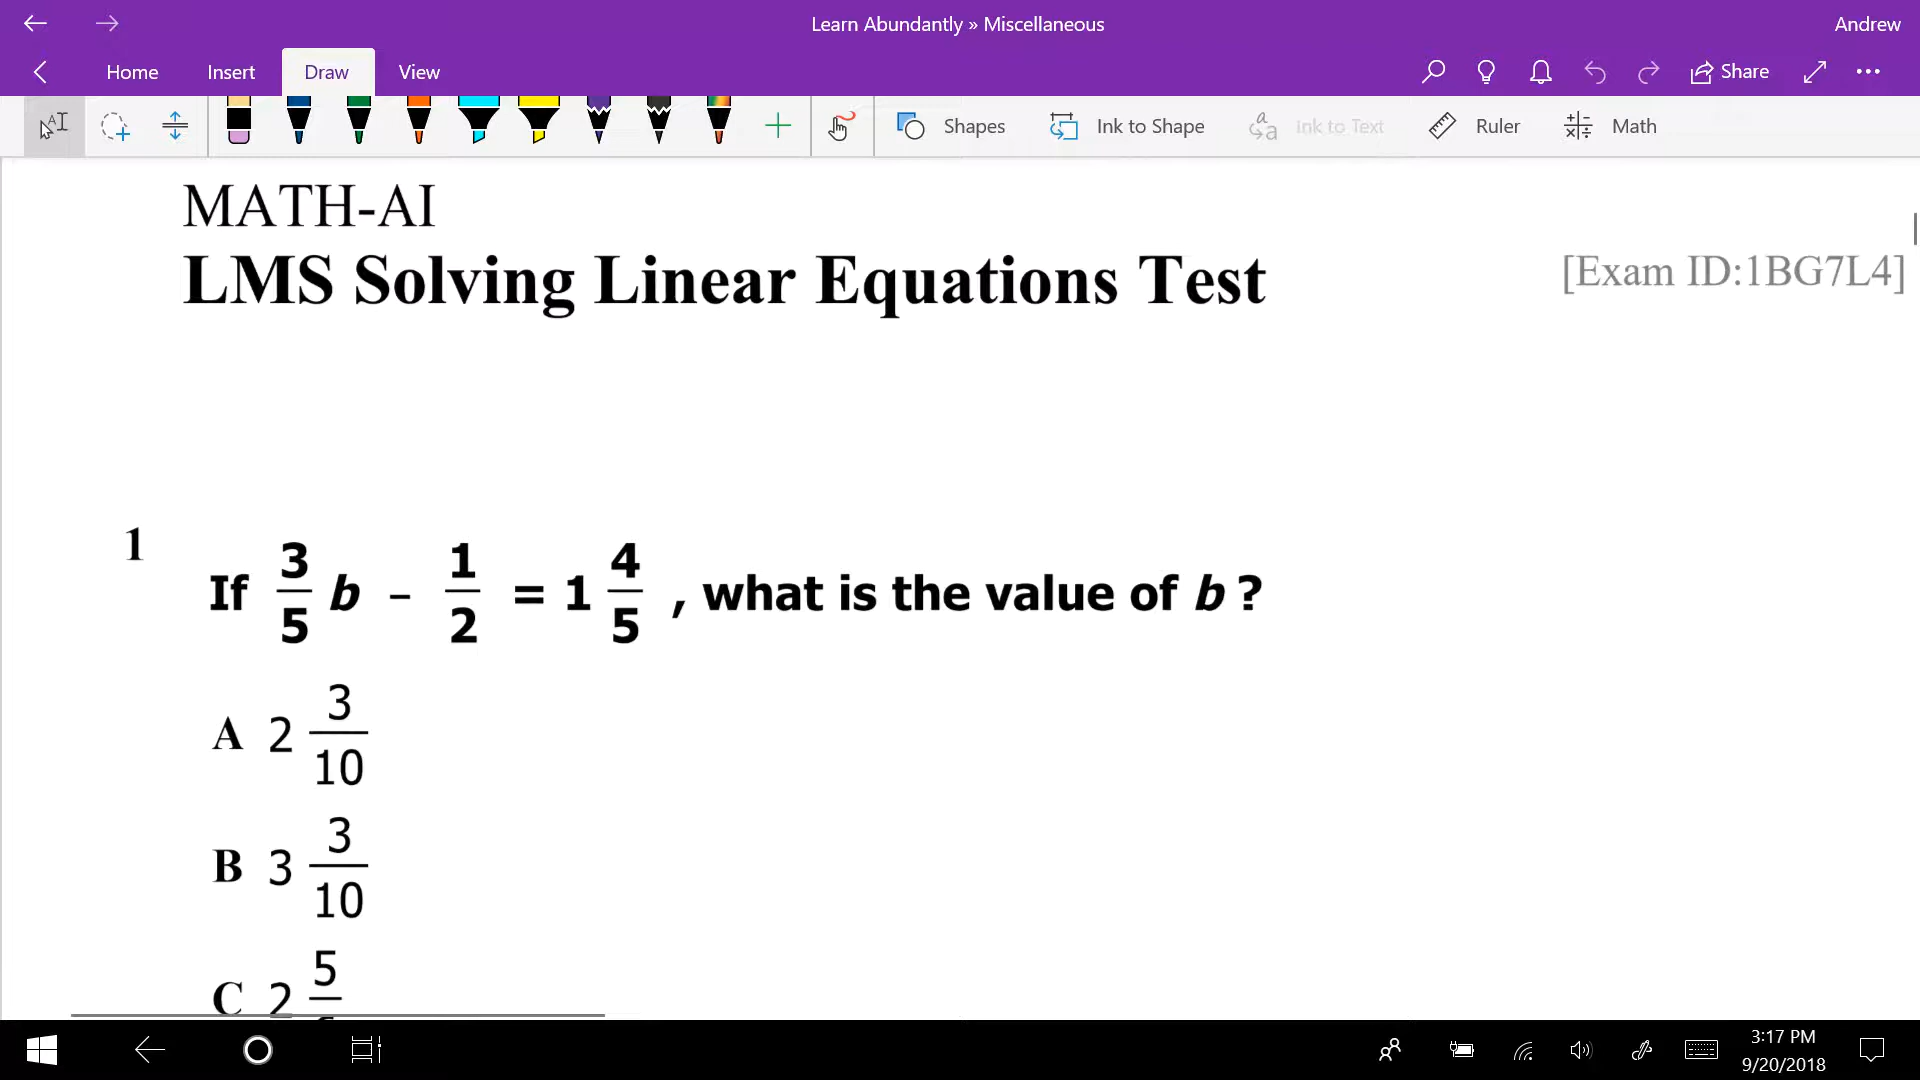 Learn Abundantly » Miscellaneous
Andrew
Home Insert Draw View
Share
Shapes
Ink to Shape
Ink to Text
Ruler
Math
MATH-AI
LMS Solving Linear Equations Test
[Exam ID:1BG7L4]
1
If 3/5 b - 1/2 = 1 4/5 , what is the value of b ?
A 2 3/10
B 3 3/10
C 2 5
3:17 PM
9/20/2018